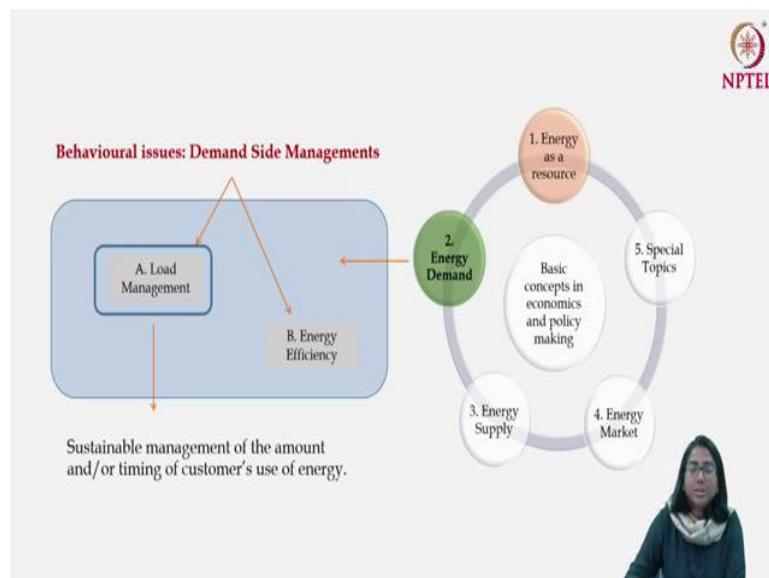 NPTEL
Behavioural issues: Demand Side Managements
A. Load
Management
B. Energy
Efficiency
Sustainable management of the amount
and/or timing of customer's use of energy.
1. Energy
as a
resource
2.
Energy
Demand
5. Special
Topics
Basic
concepts in
economics
and policy
making
3. Energy
Supply
4. Energy
Market